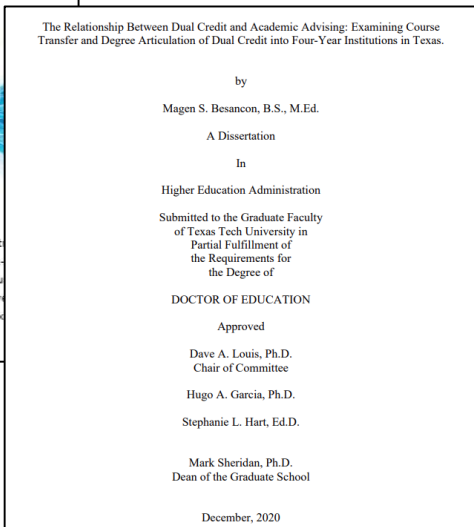 The Relationship Between Dual Credit and Academic Advising: Examining Course
Transfer and Degree Articulation of Dual Credit into Four-Year Institutions in Texas.
by
Magen S. Besancon, B.S., M.Ed.
A Dissertation
In
Higher Education Administration
Submitted to the Graduate Faculty
of Texas Tech University in
Partial Fulfillment of
the Requirements for
the Degree of
DOCTOR OF EDUCATION
Approved
Dave A. Louis, Ph.D.
Chair of Committee
Hugo A. Garcia, Ph.D.
Stephanie L. Hart, Ed.D.
Mark Sheridan, Ph.D.
Dean of the Graduate School
December, 2020